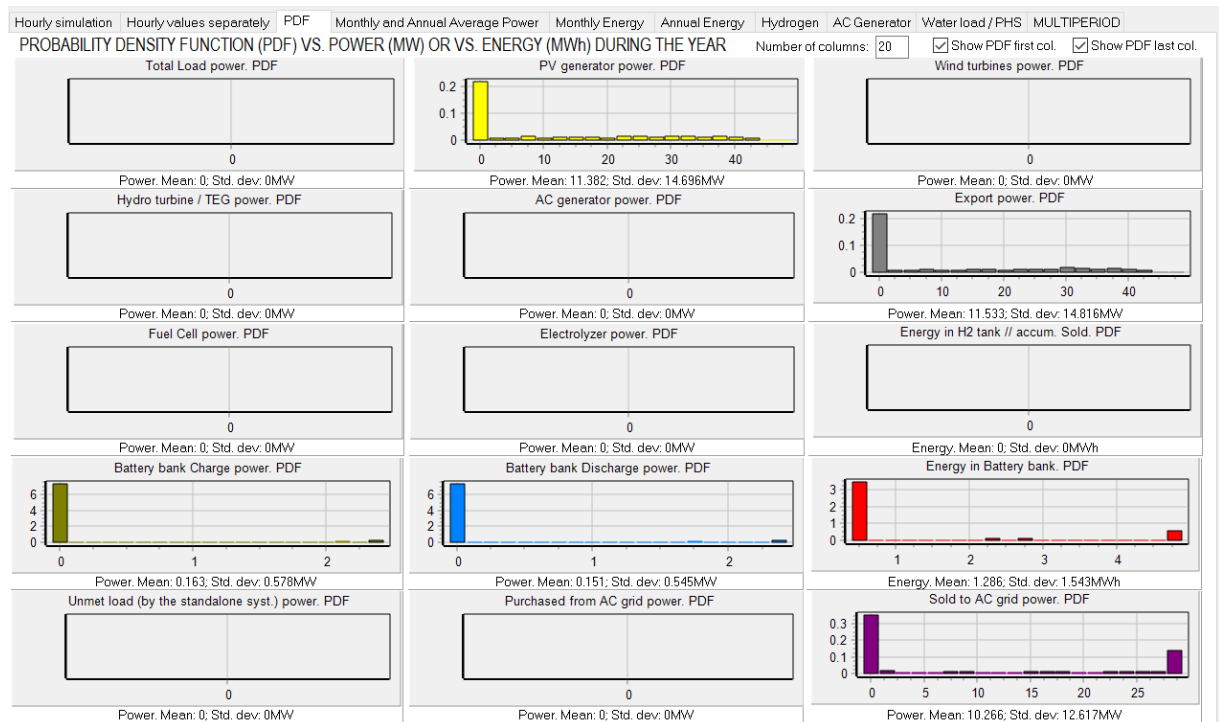 Hourly simulation Hourly values separately PDF Monthly and Annual Average Power Monthly Energy Annual Energy Hydrogen AC Generator Water load / PHS MULTIPERIOD
PROBABILITY DENSITY FUNCTION (PDF) VS. POWER (MW) OR VS. ENERGY (MWh) DURING THE YEAR Number of columns: 20 Show PDF first col. Show PDF last col.
Total Load power. PDF
0
Power. Mean: 0; Std. dev: 0MW
PV generator power. PDF
0.2
0.1
0
0 10 20 30 40
Power. Mean: 11.382; Std. dev: 14.696MW
Wind turbines power. PDF
0
Power. Mean: 0; Std. dev: 0MW
Hydro turbine / TEG power. PDF
0
Power. Mean: 0; Std. dev: 0MW
AC generator power. PDF
0
Power. Mean: 0; Std. dev: 0MW
Export power. PDF
0.2
0.1
0
0 10 20 30 40
Power. Mean: 11.533; Std. dev: 14.816MW
Fuel Cell power. PDF
0
Power. Mean: 0; Std. dev: 0MW
Electrolyzer power. PDF
0
Power. Mean: 0; Std. dev: 0MW
Energy in H2 tank // accum. Sold. PDF
0
Energy. Mean: 0; Std. dev: 0MWh
Battery bank Charge power. PDF
6
4
2
0
0 1 2
Power. Mean: 0.163; Std. dev: 0.578MW
Battery bank Discharge power. PDF
6
4
2
0
0 1 2
Power. Mean: 0.151; Std. dev: 0.545MW
Energy in Battery bank. PDF
3
2
1
0
1 2 3 4
Energy. Mean: 1.286; Std. dev: 1.543MWh
Unmet load (by the standalone syst.) power. PDF
0
Power. Mean: 0; Std. dev: 0MW
Purchased from AC grid power. PDF
0
Power. Mean: 0; Std. dev: 0MW
Sold to AC grid power. PDF
0.3
0.2
0.1
0
0 5 10 15 20 25
Power. Mean: 10.266; Std. dev: 12.617MW